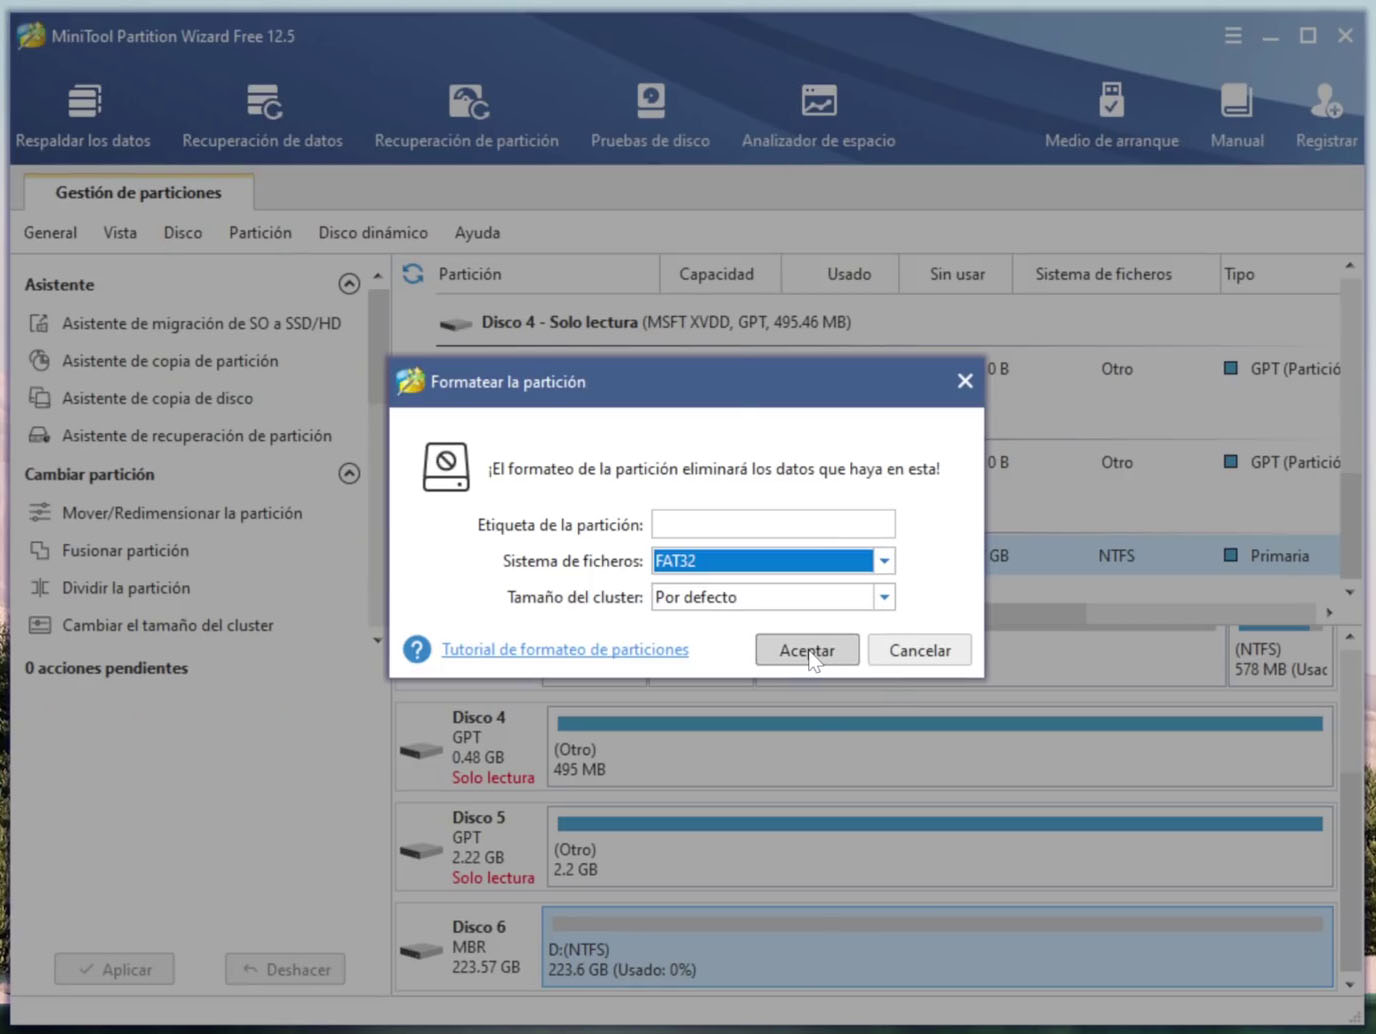 MiniTool Partition Wizard Free 12.5
Respaldar los datos
Recuperación de datos
Recuperación de partición
Pruebas de disco
Analizador de espacio
Medio de arranque
Manual
Registrar
Gestión de particiones
General
Vista
Disco
Partición
Disco dinámico
Ayuda
Asistente
Asistente de migración de SO a SSD/HD
Asistente de copia de partición
Asistente de copia de disco
Asistente de recuperación de partición
Cambiar partición
Mover/Redimensionar la partición
Fusionar partición
Dividir la partición
Cambiar el tamaño del cluster
0 acciones pendientes
Aplicar
Deshacer
Partición
Capacidad
Usado
Sin usar
Sistema de ficheros
Tipo
Disco 4 - Solo lectura (MSFT XVDD, GPT, 495.46 MB)
0 B
Otro
GPT (Partició
0 B
Otro
GPT (Partició
GB
NTFS
Primaria
Formatear la partición
¡El formateo de la partición eliminará los datos que haya en esta!
Etiqueta de la partición:
Sistema de ficheros:
FAT32
Tamaño del cluster:
Por defecto
?
Tutorial de formateo de particiones
Aceptar
Cancelar
(NTFS)
578 MB (Usac
Disco 4
GPT
0.48 GB
Solo lectura
(Otro)
495 MB
Disco 5
GPT
2.22 GB
Solo lectura
(Otro)
2.2 GB
Disco 6
MBR
223.57 GB
D:(NTFS)
223.6 GB (Usado: 0%)